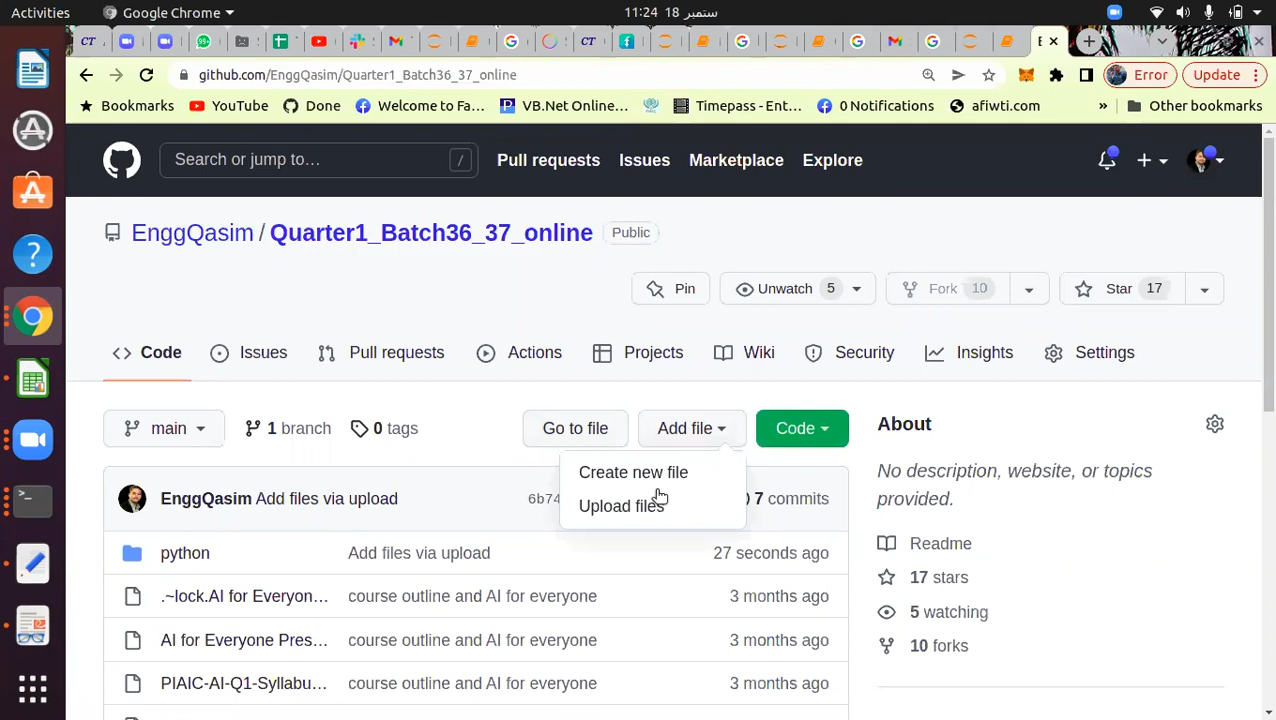 Activities Google Chrome 11:24 ستمبر 18
CT CT
github.com/EnggQasim/Quarter1_Batch36_37_online Error Update
Bookmarks YouTube Done Welcome to Fa... VB.Net Online... Timepass - Ent... 0 Notifications afiwti.com » Other bookmarks
Search or jump to... / Pull requests Issues Marketplace Explore
EnggQasim / Quarter1_Batch36_37_online Public
Pin Unwatch 5 Fork 10 Star 17
Code Issues Pull requests Actions Projects Wiki Security Insights Settings
main 1 branch 0 tags Go to file Add file Code About
Create new file
Upload files
No description, website, or topics
provided.
EnggQasim Add files via upload 6b74 7 commits
python Add files via upload 27 seconds ago
.~lock.AI for Everyon... course outline and AI for everyone 3 months ago
AI for Everyone Pres... course outline and AI for everyone 3 months ago
PIAIC-AI-Q1-Syllabu... course outline and AI for everyone 3 months ago
Readme
17 stars
5 watching
10 forks